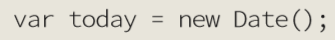 var today = new Date();